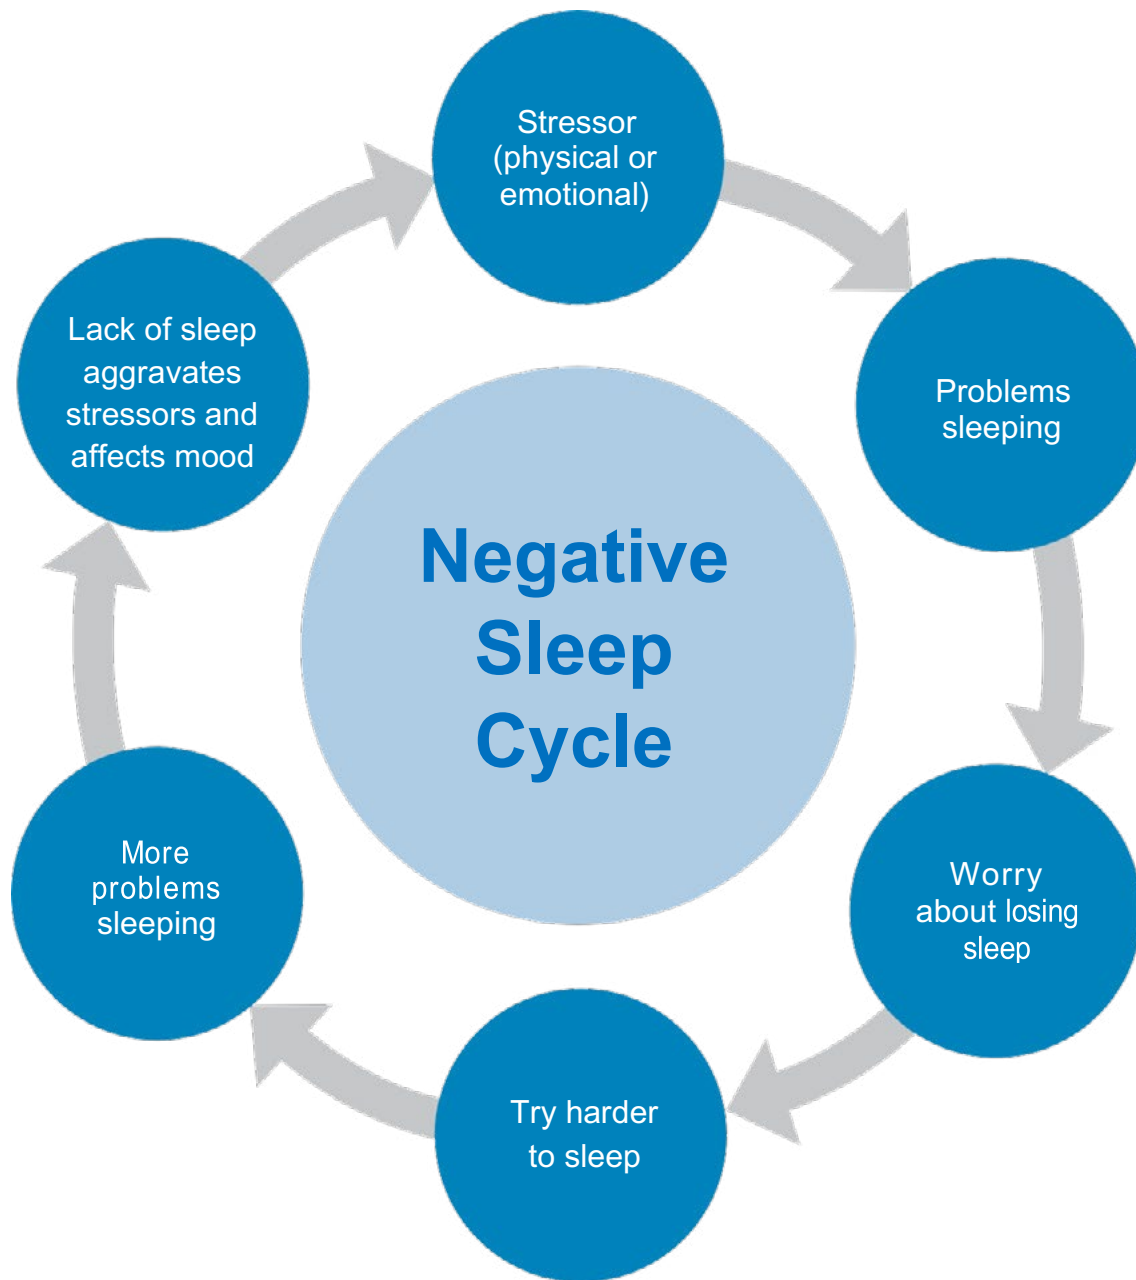 Stressor
(physical or
emotional)
Problems
sleeping
Worry
about losing
sleep
Try harder
to sleep
More
problems
sleeping
Lack of sleep
aggravates
stressors and
affects mood
Negative
Sleep
Cycle